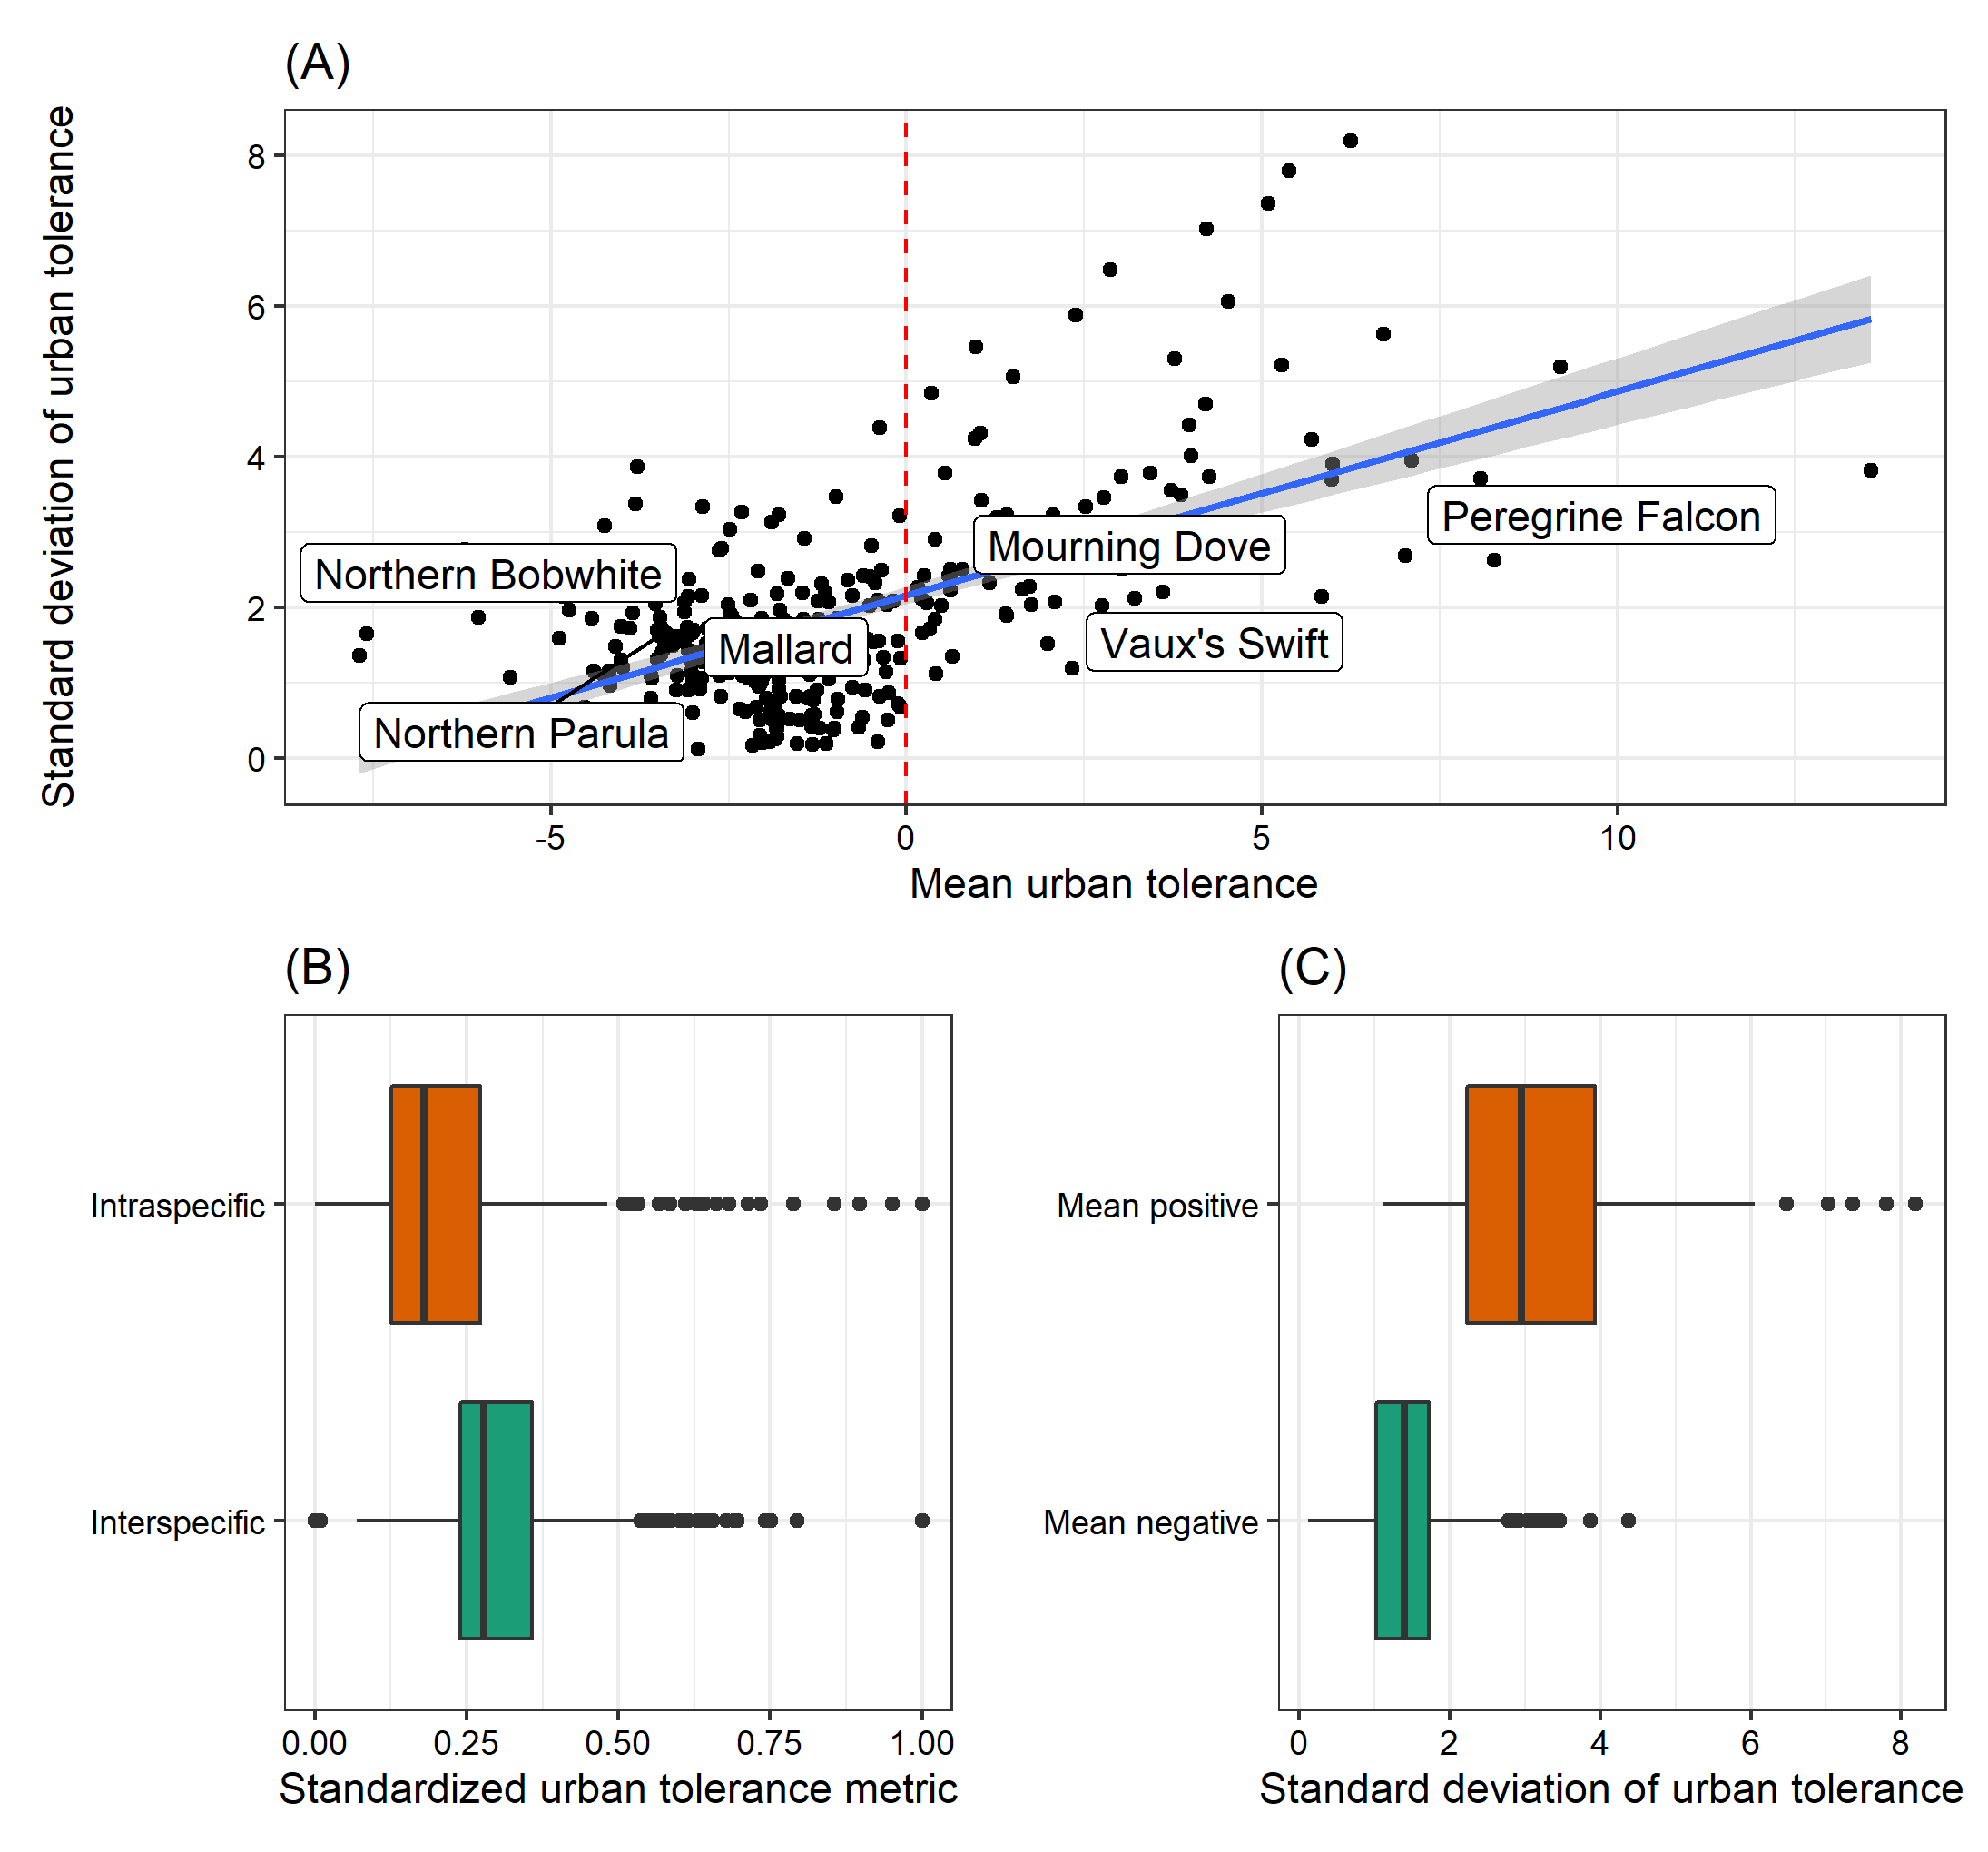 (A)
Standard deviation of urban tolerance
8
6
4
2
0
Northern Bobwhite
Mourning Dove
Peregrine Falcon
Mallard
Vaux's Swift
Northern Parula
-5 0 5 10
Mean urban tolerance
(B)
Intraspecific
Interspecific
0.00 0.25 0.50 0.75 1.00
Standardized urban tolerance metric
(C)
Mean positive
Mean negative
0 2 4 6 8
Standard deviation of urban tolerance